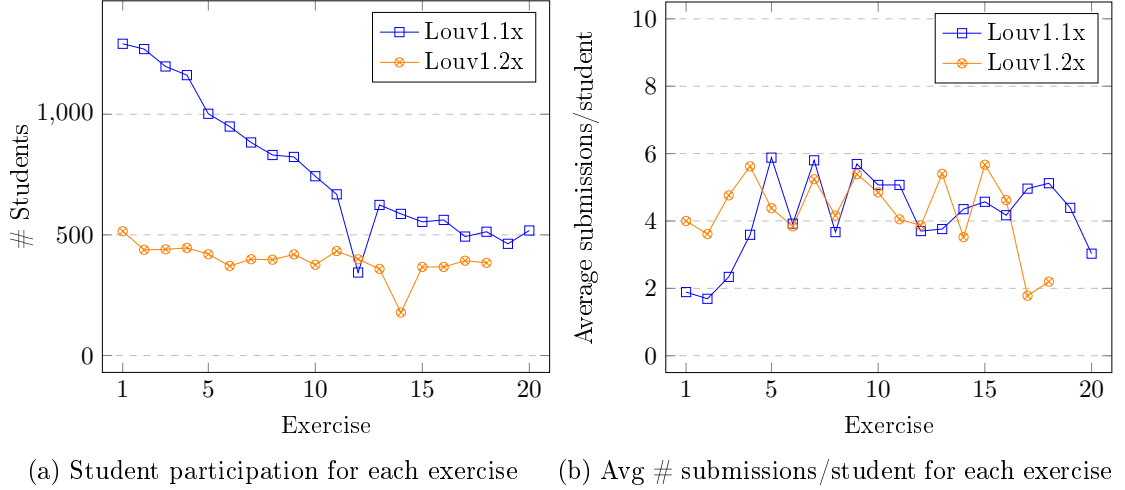 Louv1.1x
Louv1.2x
1,000
500
0
# Students
1 5 10 15 20
Exercise
(a) Student participation for each exercise
Louv1.1x
Louv1.2x
10
8
6
4
2
0
Average submissions/student
1 5 10 15 20
Exercise
(b) Avg # submissions/student for each exercise